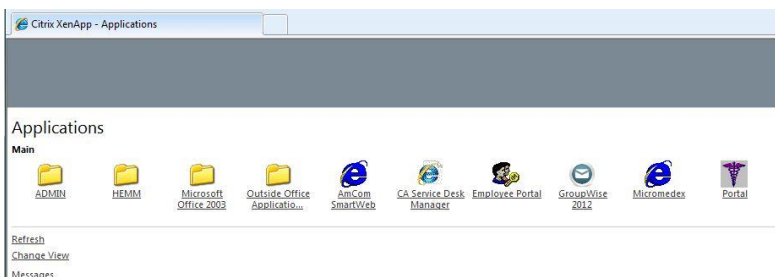 Citrix XenApp - Applications
Applications
Main
ADMIN
HEMM
Microsoft
Office 2003
Outside Office
Applicatio...
AmCom
SmartWeb
CA Service Desk
Manager
Employee Portal
GroupWise
2012
Micromedex
Portal
Refresh
Change View
Messages